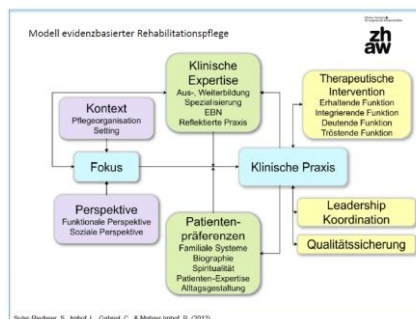 Modell evidenzbasierter Rehabilitationspflege
zh
aw
Klinische
Expertise
Aus-, Weiterbildung
Spezialisierung
EBN
Reflektierte Praxis
Therapeutische
Intervention
Erhaltende Funktion
Integrierende Funktion
Deutende Funktion
Tröstende Funktion
Kontext
Pflegeorganisation
Setting
Fokus
Klinische Praxis
Perspektive
Funktionale Perspektive
Soziale Perspektive
Patienten-
präferenzen
Familiale Systeme
Biographie
Spiritualität
Patienten-Expertise
Alltagsgestaltung
Leadership
Koordination
Qualitätssicherung